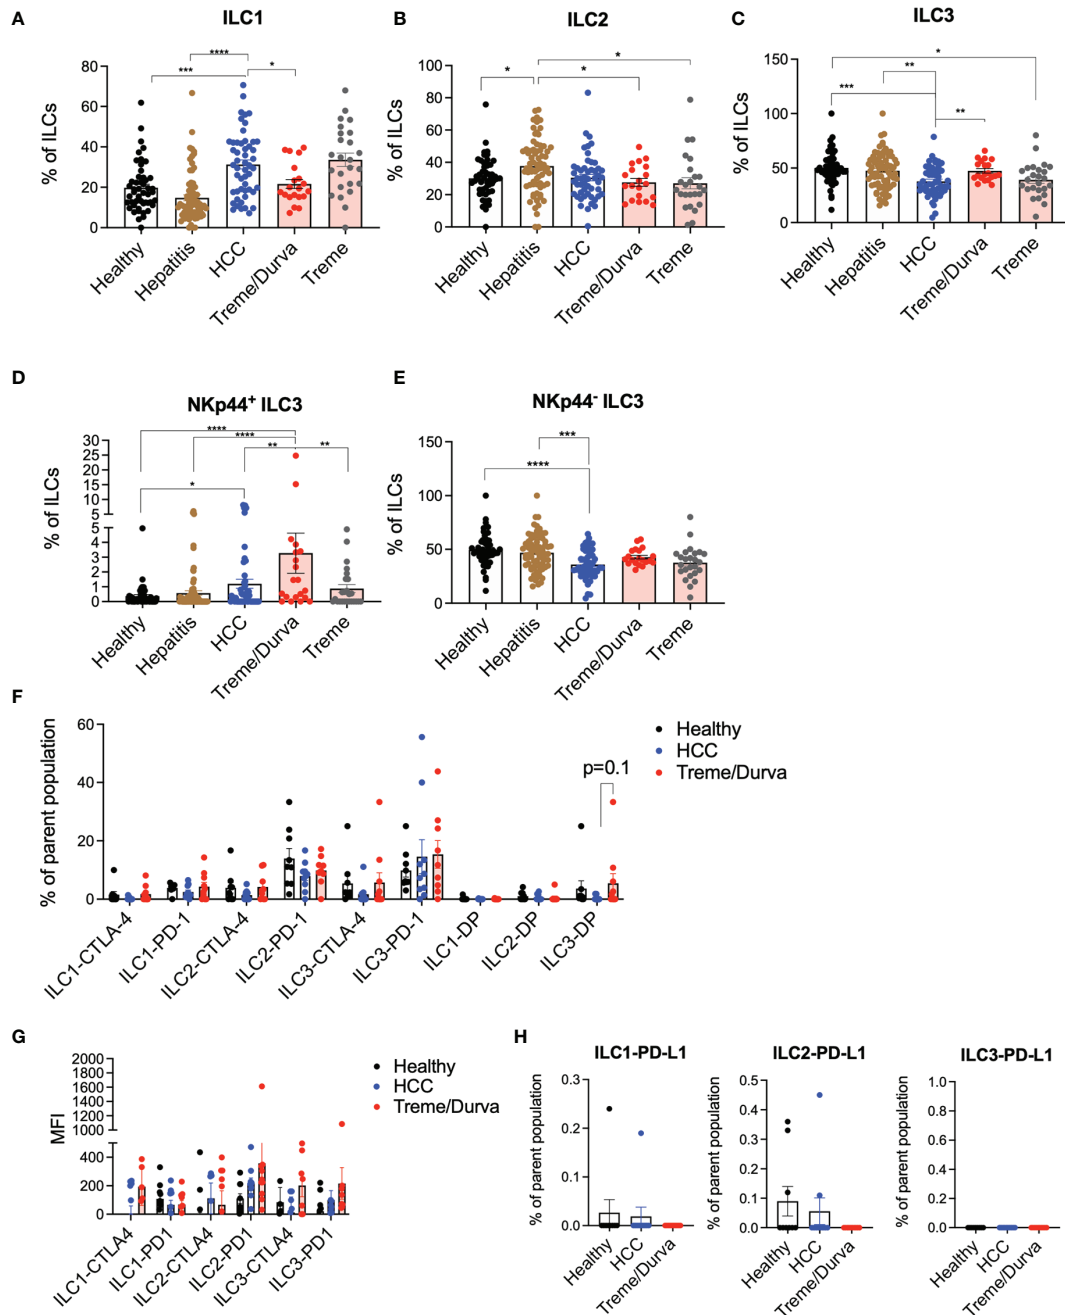 A
ILC1
****
***
*
% of ILCs
80
60
40
20
0
Healthy
Hepatitis
HCC
Treme/Durva
Treme
B
ILC2
*
*
*
% of ILCs
100
80
60
40
20
0
Healthy
Hepatitis
HCC
Treme/Durva
Treme
C
ILC3
*
**
***
**
% of ILCs
150
100
50
0
Healthy
Hepatitis
HCC
Treme/Durva
Treme
D
NKp44+ ILC3
****
****
**
**
*
% of ILCs
30
25
20
15
10
5
5
4
3
2
1
0
Healthy
Hepatitis
HCC
Treme/Durva
Treme
E
NKp44- ILC3
***
****
% of ILCs
150
100
50
0
Healthy
Hepatitis
HCC
Treme/Durva
Treme
F
% of parent population
60
40
20
0
Healthy
HCC
Treme/Durva
p=0.1
ILC1-CTLA-4
ILC1-PD-1
ILC2-CTLA-4
ILC2-PD-1
ILC3-CTLA-4
ILC3-PD-1
ILC1-DP
ILC2-DP
ILC3-DP
G
MFI
2000
1800
1600
1400
1200
1000
400
200
0
Healthy
HCC
Treme/Durva
ILC1-CTLA4
ILC1-PD1
ILC2-CTLA4
ILC2-PD1
ILC3-CTLA4
ILC3-PD1
H
ILC1-PD-L1
% of parent population
0.3
0.2
0.1
0.0
Healthy
HCC
Treme/Durva
ILC2-PD-L1
% of parent population
0.5
0.4
0.3
0.2
0.1
0.0
Healthy
HCC
Treme/Durva
ILC3-PD-L1
% of parent population
1.0
0.8
0.6
0.4
0.2
0.0
Healthy
HCC
Treme/Durva